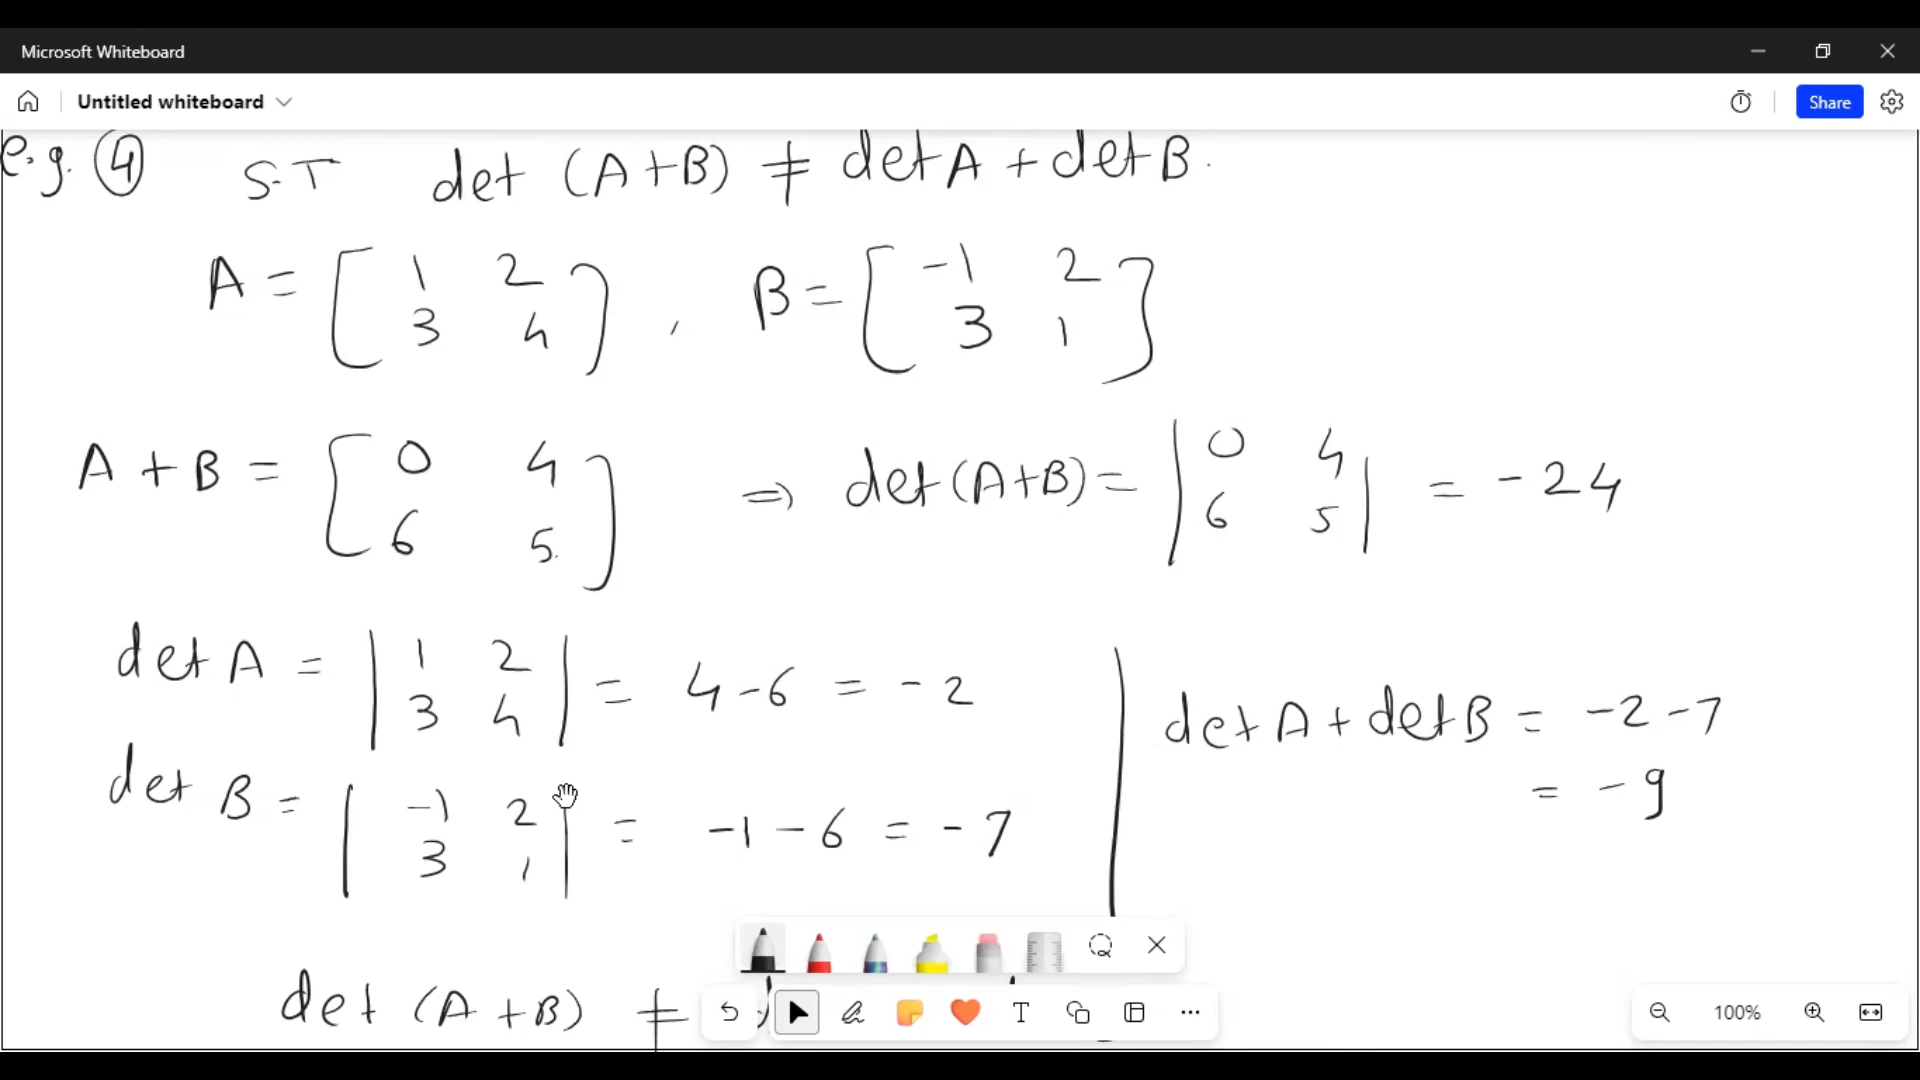 Microsoft Whiteboard
Untitled whiteboard
Share
e.g. (4) S.T det (A+B) ≠ det A + det B.
A = [1 2; 3 4], B = [-1 2; 3 1]
A + B = [0 4; 6 5] ⇒ det (A+B) = |0 4; 6 5| = -24
det A = |1 2; 3 4| = 4 - 6 = -2
det B = |-1 2; 3 1| = -1 - 6 = -7
det A + det B = -2 - 7
= -9
det (A + B) ≠
T
100%